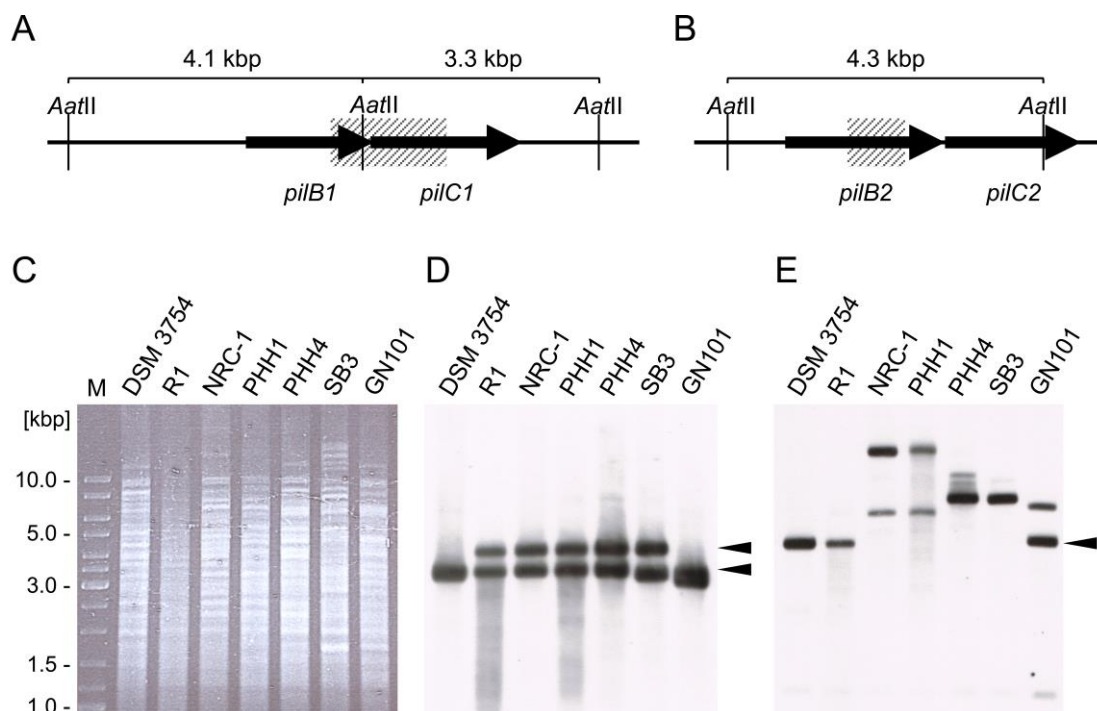 A
4.1 kbp 3.3 kbp
AatII AatII AatII
pilB1 pilC1
B
4.3 kbp
AatII AatII
pilB2 pilC2
C
M DSM 3754 R1 NRC-1 PHH1 PHH4 SB3 GN101
[kbp]
10.0 -
5.0 -
3.0 -
1.5 -
1.0 -
D
DSM 3754 R1 NRC-1 PHH1 PHH4 SB3 GN101
E
DSM 3754 R1 NRC-1 PHH1 PHH4 SB3 GN101